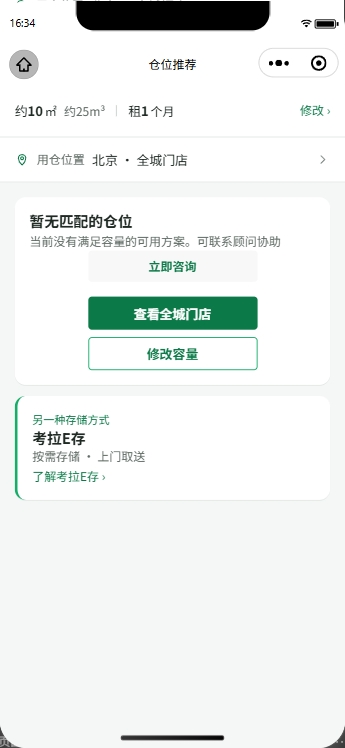 16:34
仓位推荐
约10㎡ 约25m³ 租1个月 修改 ›
用仓位置 北京 · 全城门店
暂无匹配的仓位
当前没有满足容量的可用方案。可联系顾问协助
立即咨询
查看全城门店
修改容量
另一种存储方式
考拉E存
按需存储 · 上门取送
了解考拉E存 ›